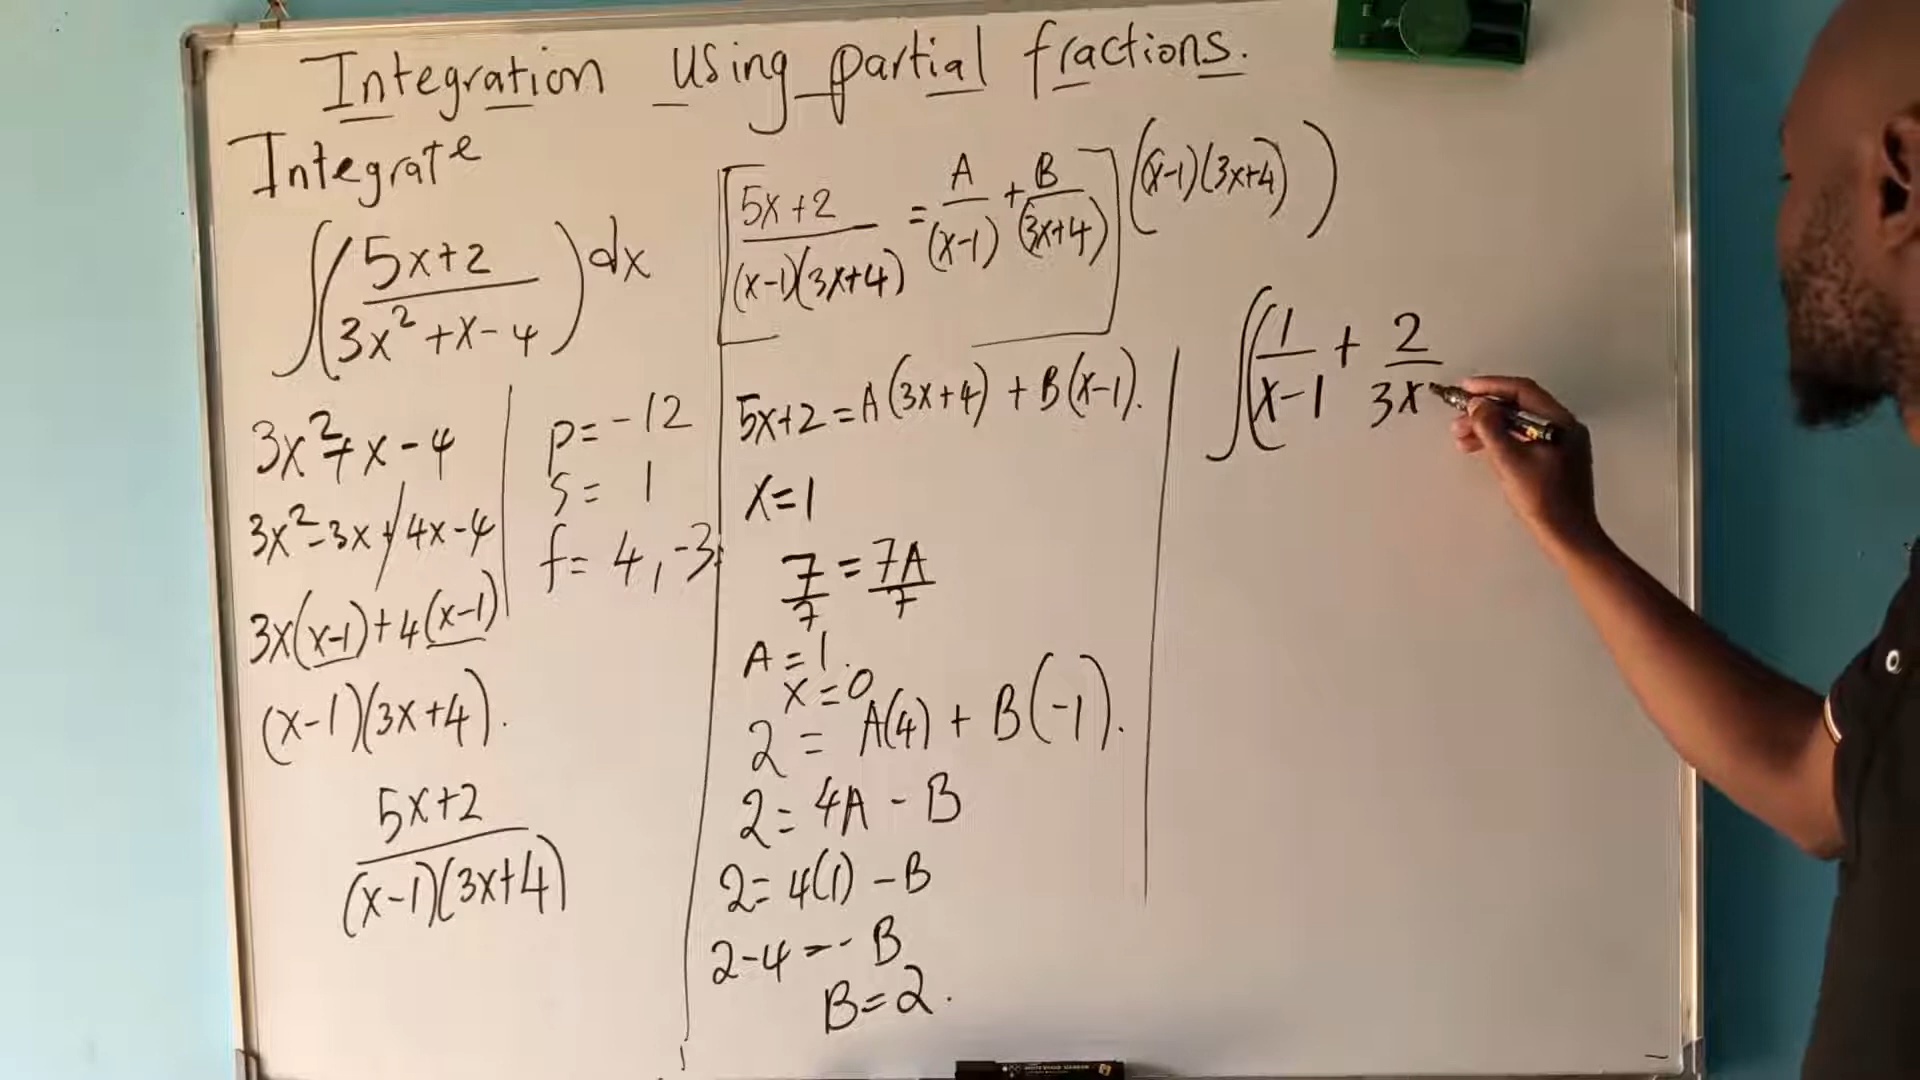 Integration using partial fractions.
Integrate
∫(5x+2/3x²+x-4)dx
3x²+x-4
3x²-3x+4x-4
3x(x-1)+4(x-1)
(x-1)(3x+4).
5x+2/(x-1)(3x+4)
p=-12
s= 1
f= 4,-3
[5x+2/(x-1)(3x+4) = A/(x-1) + B/(3x+4)] ((x-1)(3x+4))
5x+2=A(3x+4) + B(x-1).
x=1
7/7 = 7A/7
A=1.
x=0
2 = A(4) + B(-1).
2= 4A - B
2= 4(1) - B
2-4=-B
B=2.
∫(1/x-1 + 2/3x